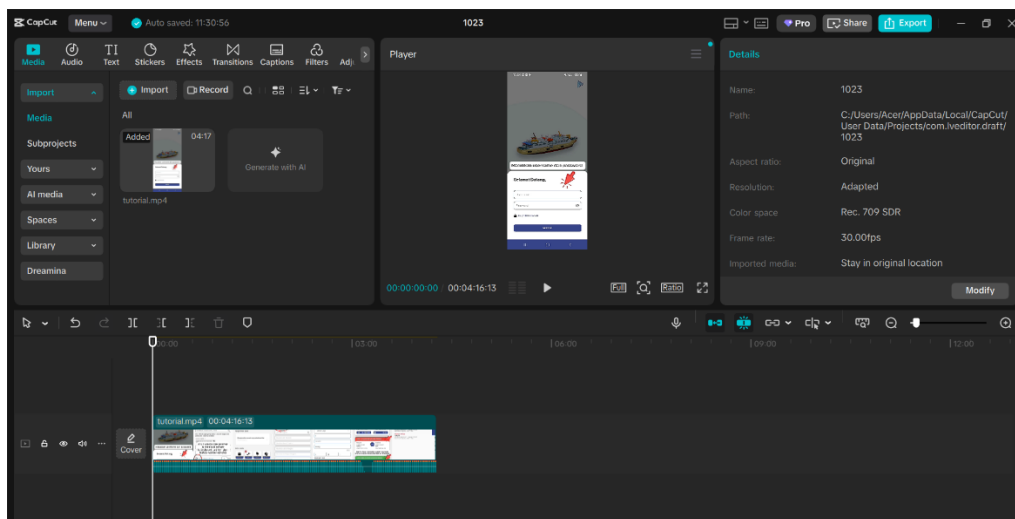 CapCut Menu Auto saved: 11:30:56 1023 Pro Share Export
Media Audio Text Stickers Effects Transitions Captions Filters Adj
Import
Media
Subprojects
Yours
AI media
Spaces
Library
Dreamina
Import Record
All
Added 04:17
tutorial.mp4
Generate with AI
Player
00:00:00:00 00:04:16:13 Full Ratio
Details
Name: 1023
Path: C:/Users/Acer/AppData/Local/CapCut/
User Data/Projects/com.lveditor.draft/
1023
Aspect ratio: Original
Resolution: Adapted
Color space Rec. 709 SDR
Frame rate: 30.00fps
Imported media: Stay in original location
Modify
00:00 03:00 06:00 09:00 12:00
tutorial.mp4 00:04:16:13
Cover